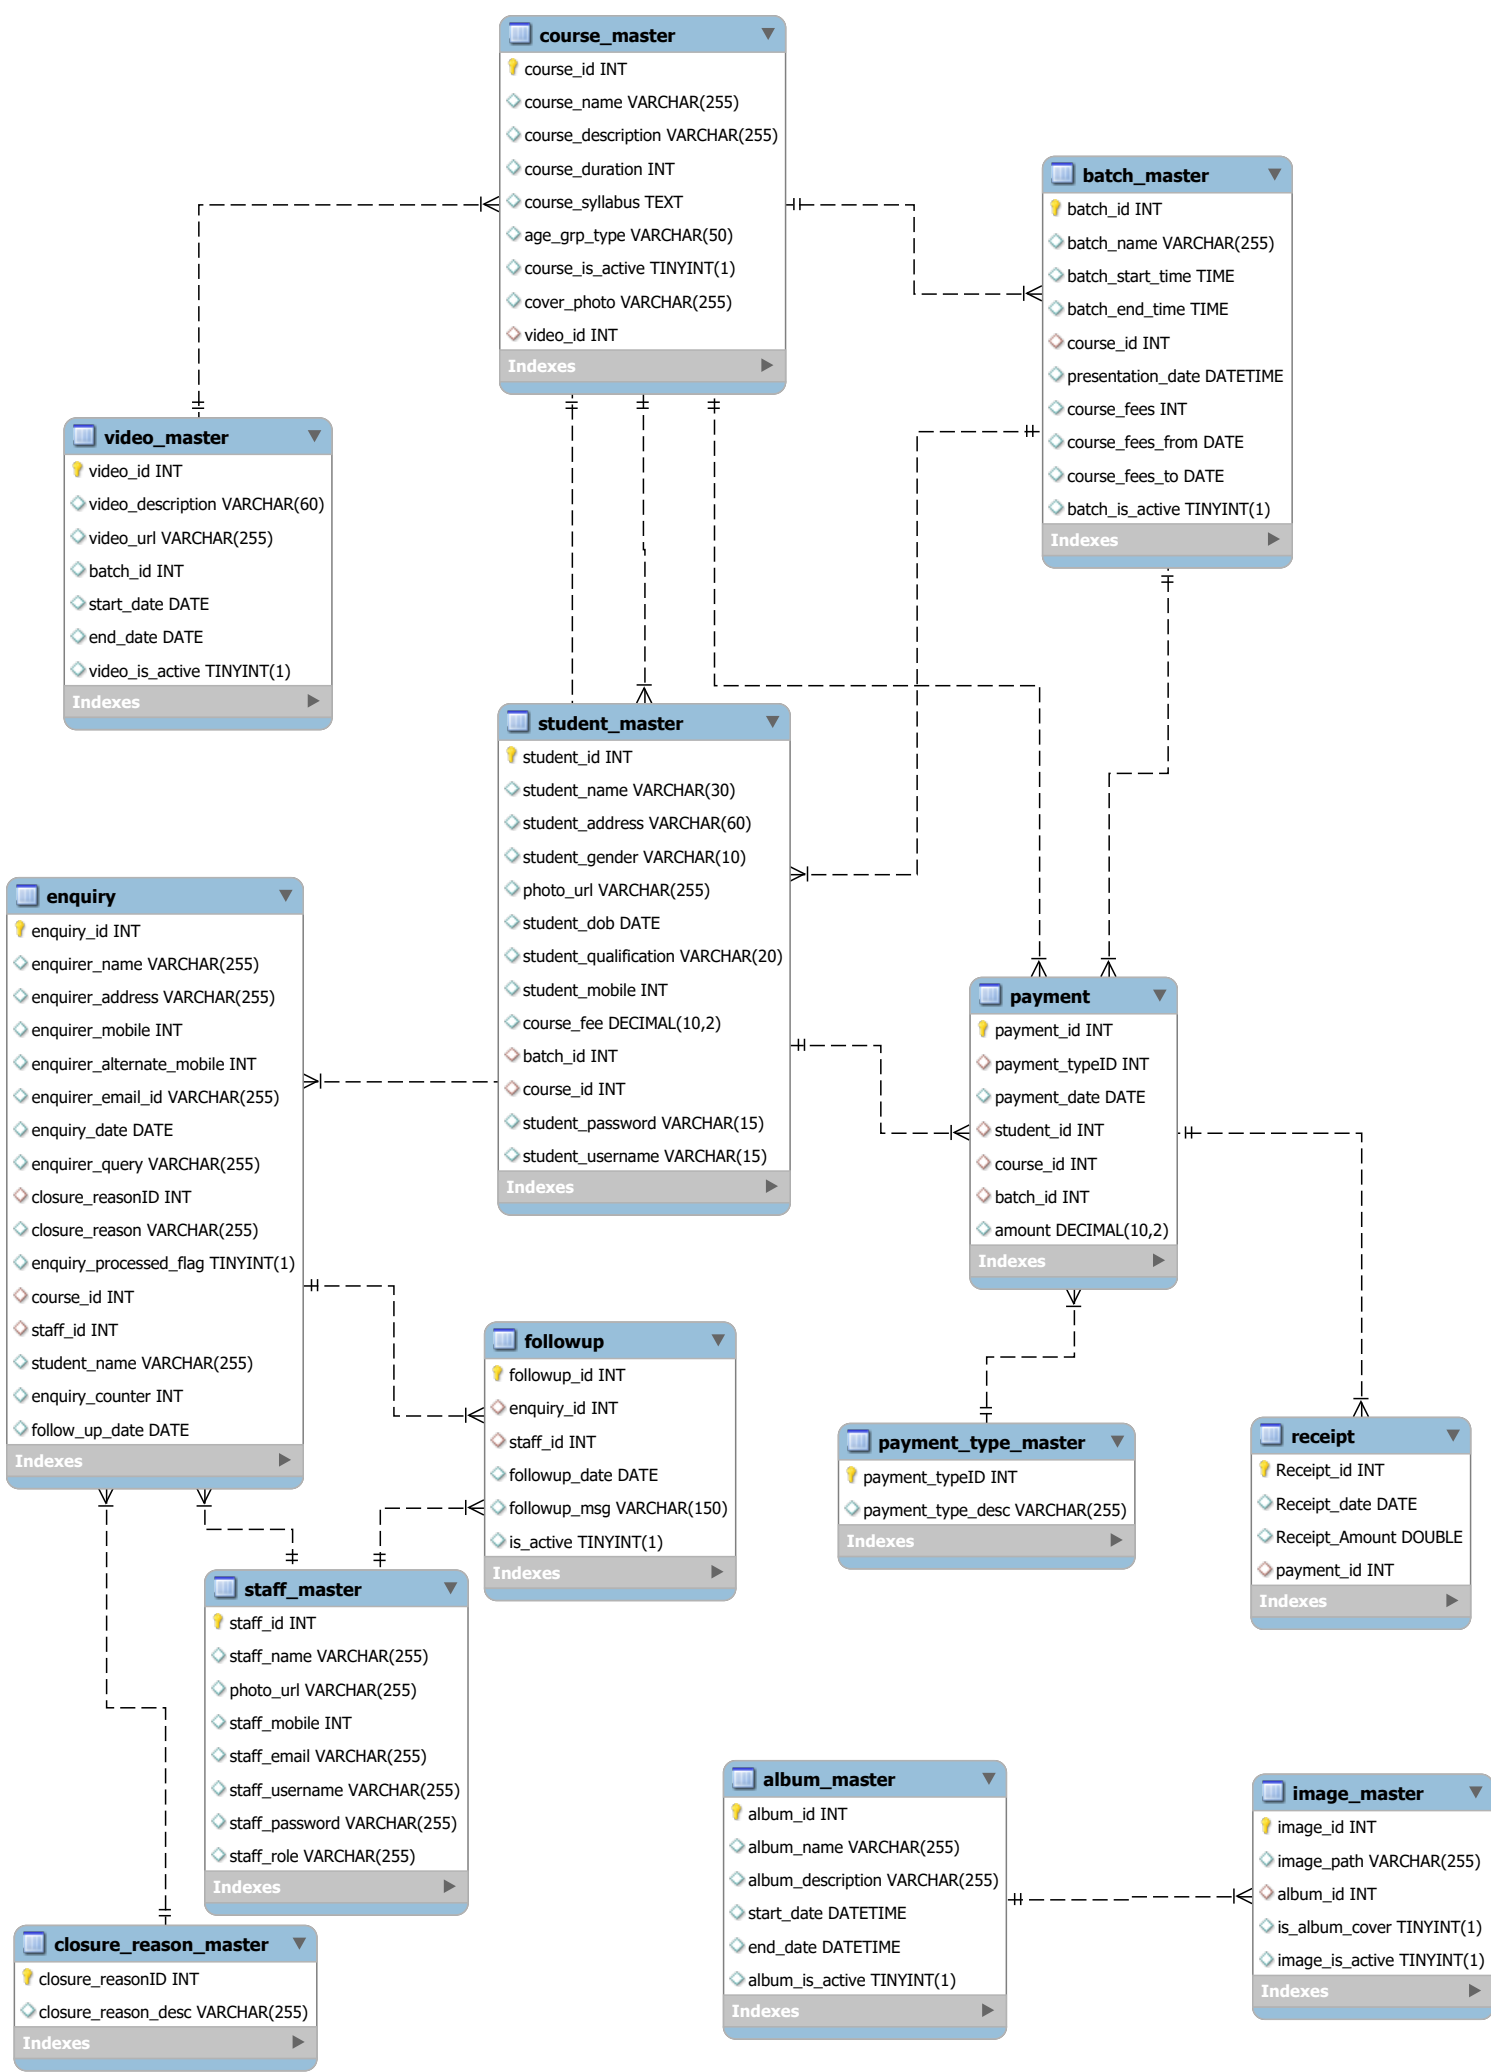 course_master
course_id INT
course_name VARCHAR(255)
course_description VARCHAR(255)
course_duration INT
course_syllabus TEXT
age_grp_type VARCHAR(50)
course_is_active TINYINT(1)
cover_photo VARCHAR(255)
video_id INT
Indexes
batch_master
batch_id INT
batch_name VARCHAR(255)
batch_start_time TIME
batch_end_time TIME
course_id INT
presentation_date DATETIME
course_fees INT
course_fees_from DATE
course_fees_to DATE
batch_is_active TINYINT(1)
Indexes
video_master
video_id INT
video_description VARCHAR(60)
video_url VARCHAR(255)
batch_id INT
start_date DATE
end_date DATE
video_is_active TINYINT(1)
Indexes
student_master
student_id INT
student_name VARCHAR(30)
student_address VARCHAR(60)
student_gender VARCHAR(10)
photo_url VARCHAR(255)
student_dob DATE
student_qualification VARCHAR(20)
student_mobile INT
course_fee DECIMAL(10,2)
batch_id INT
course_id INT
student_password VARCHAR(15)
student_username VARCHAR(15)
Indexes
enquiry
enquiry_id INT
enquirer_name VARCHAR(255)
enquirer_address VARCHAR(255)
enquirer_mobile INT
enquirer_alternate_mobile INT
enquirer_email_id VARCHAR(255)
enquiry_date DATE
enquirer_query VARCHAR(255)
closure_reasonID INT
closure_reason VARCHAR(255)
enquiry_processed_flag TINYINT(1)
course_id INT
staff_id INT
student_name VARCHAR(255)
enquiry_counter INT
follow_up_date DATE
Indexes
payment
payment_id INT
payment_typeID INT
payment_date DATE
student_id INT
course_id INT
batch_id INT
amount DECIMAL(10,2)
Indexes
followup
followup_id INT
enquiry_id INT
staff_id INT
followup_date DATE
followup_msg VARCHAR(150)
is_active TINYINT(1)
Indexes
payment_type_master
payment_typeID INT
payment_type_desc VARCHAR(255)
Indexes
receipt
Receipt_id INT
Receipt_date DATE
Receipt_Amount DOUBLE
payment_id INT
Indexes
staff_master
staff_id INT
staff_name VARCHAR(255)
photo_url VARCHAR(255)
staff_mobile INT
staff_email VARCHAR(255)
staff_username VARCHAR(255)
staff_password VARCHAR(255)
staff_role VARCHAR(255)
Indexes
album_master
album_id INT
album_name VARCHAR(255)
album_description VARCHAR(255)
start_date DATETIME
end_date DATETIME
album_is_active TINYINT(1)
Indexes
image_master
image_id INT
image_path VARCHAR(255)
album_id INT
is_album_cover TINYINT(1)
image_is_active TINYINT(1)
Indexes
closure_reason_master
closure_reasonID INT
closure_reason_desc VARCHAR(255)
Indexes